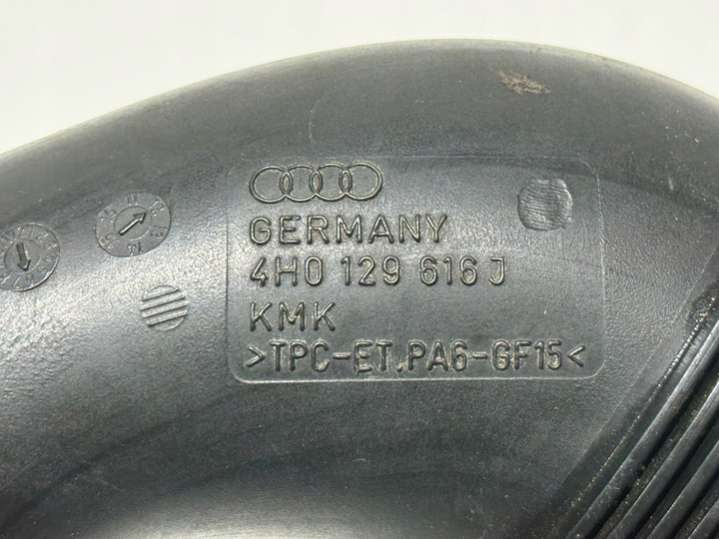 GERMANY
4H0 129 616 J
KMK
>TPC-ET,PA6-GF15<